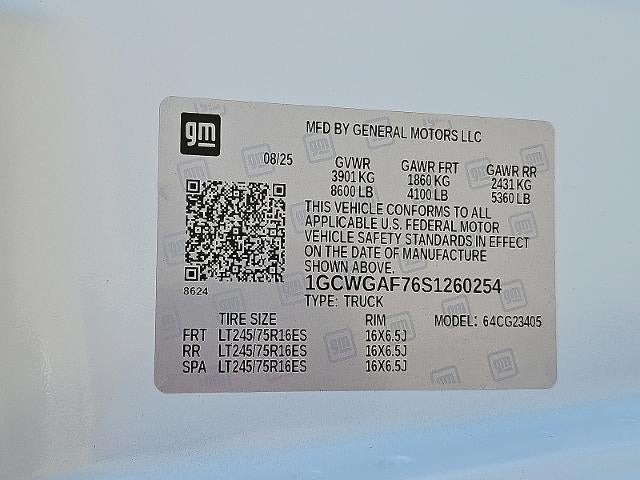 gm
MFD BY GENERAL MOTORS LLC
08/25
GVWR GAWR FRT GAWR RR
3901 KG 1860 KG 2431 KG
8600 LB 4100 LB 5360 LB
THIS VEHICLE CONFORMS TO ALL
APPLICABLE U.S. FEDERAL MOTOR
VEHICLE SAFETY STANDARDS IN EFFECT
ON THE DATE OF MANUFACTURE
SHOWN ABOVE.
8624
1GCWGAF76S1260254
TYPE: TRUCK
TIRE SIZE RIM MODEL: 64CG23405
FRT LT245/75R16ES 16X6.5J
RR LT245/75R16ES 16X6.5J
SPA LT245/75R16ES 16X6.5J